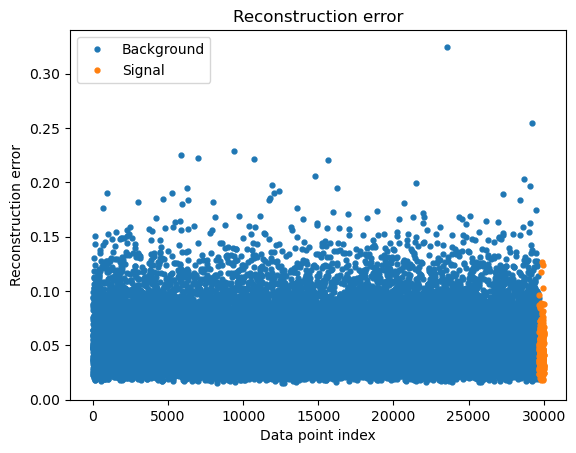 Reconstruction error
Background
Signal
Reconstruction error
0.30
0.25
0.20
0.15
0.10
0.05
0.00
0
5000
10000
15000
20000
25000
30000
Data point index